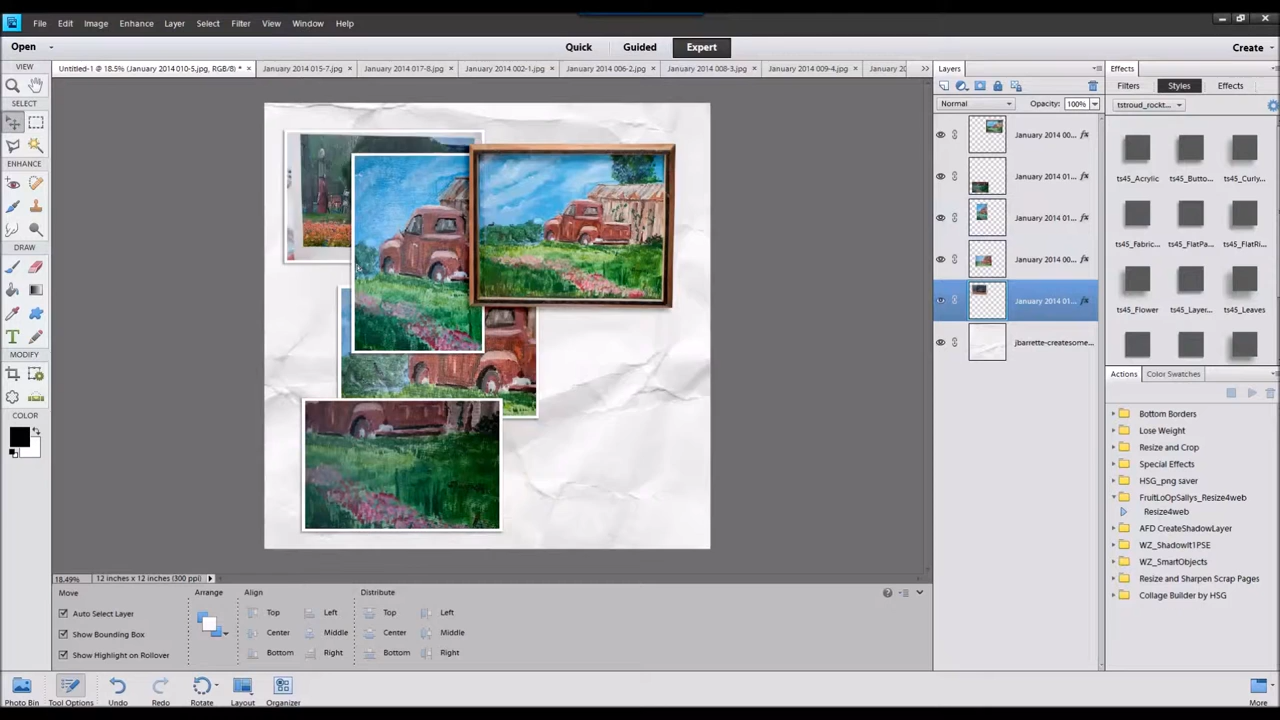 File Edit Image Enhance Layer Select Filter View Window Help
Open Quick Guided Expert Create
Untitled-1 @ 18.5% (January 2014 010-5.jpg, RGB/8) * × January 2014 015-7.jpg × January 2014 017-8.jpg × January 2014 002-1.jpg × January 2014 006-2.jpg × January 2014 008-3.jpg × January 2014 009-4.jpg × January 20 »
VIEW
SELECT
ENHANCE
DRAW
MODIFY
COLOR
Layers
Normal Opacity: 100%
January 2014 00... fx
January 2014 01... fx
January 2014 01... fx
January 2014 00... fx
January 2014 01... fx
jbarrette-createsome...
Effects
Filters Styles Effects
tstroud_rockt...
ts45_Acrylic ts45_Butto... ts45_Curly...
ts45_Fabric... ts45_FlatPa... ts45_FlatRi...
ts45_Flower ts45_Layer... ts45_Leaves
Actions Color Swatches
Bottom Borders
Lose Weight
Resize and Crop
Special Effects
HSG_png saver
FruitLoOpSallys_Resize4web
Resize4web
AFD CreateShadowLayer
WZ_ShadowIt1PSE
WZ_SmartObjects
Resize and Sharpen Scrap Pages
Collage Builder by HSG
18.49% 12 inches x 12 inches (300 ppi)
Move Arrange Align Distribute
Auto Select Layer Top Left Top Left
Show Bounding Box Center Middle Center Middle
Show Highlight on Rollover Bottom Right Bottom Right
Photo Bin Tool Options Undo Redo Rotate Layout Organizer More